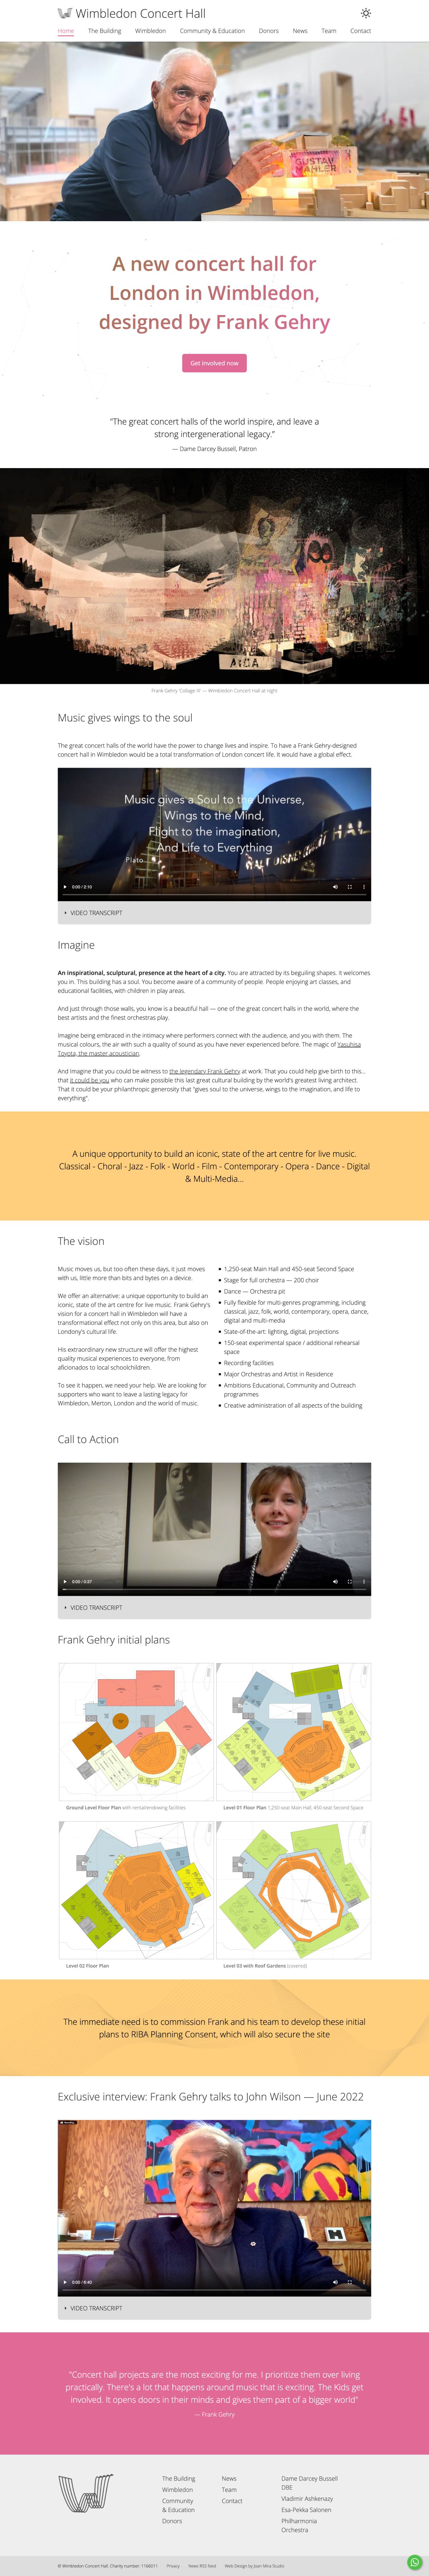 Wimbledon Concert Hall
Home
The Building
Wimbledon
Community & Education
Donors
News
Team
Contact
GUSTAV
MAHLER
A new concert hall for
London in Wimbledon,
designed by Frank Gehry
Get involved now
"The great concert halls of the world inspire, and leave a
strong intergenerational legacy."
— Dame Darcey Bussell, Patron
AiDA
Frank Gehry 'Collage III' — Wimbledon Concert Hall at night
Music gives wings to the soul
The great concert halls of the world have the power to change lives and inspire. To have a Frank Gehry-designed
concert hall in Wimbledon would be a total transformation of London concert life. It would have a global effect.
Music gives a Soul to the Universe,
Wings to the Mind,
Flight to the imagination,
And Life to Everything
Plato
0:00 / 2:10
VIDEO TRANSCRIPT
Imagine
An inspirational, sculptural, presence at the heart of a city. You are attracted by its beguiling shapes. It welcomes
you in. This building has a soul. You become aware of a community of people. People enjoying art classes, and
educational facilities, with children in play areas.
And just through those walls, you know is a beautiful hall — one of the great concert halls in the world, where the
best artists and the finest orchestras play.
Imagine being embraced in the intimacy where performers connect with the audience, and you with them. The
musical colours, the air with such a quality of sound as you have never experienced before. The magic of Yasuhisa
Toyota, the master acoustician.
And imagine that you could be witness to the legendary Frank Gehry at work. That you could help give birth to this...
that it could be you who can make possible this last great cultural building by the world's greatest living architect.
That it could be your philanthropic generosity that "gives soul to the universe, wings to the imagination, and life to
everything".
A unique opportunity to build an iconic, state of the art centre for live music.
Classical - Choral - Jazz - Folk - World - Film - Contemporary - Opera - Dance - Digital
& Multi-Media...
The vision
Music moves us, but too often these days, it just moves
with us, little more than bits and bytes on a device.
We offer an alternative: a unique opportunity to build an
iconic, state of the art centre for live music. Frank Gehry's
vision for a concert hall in Wimbledon will have a
transformational effect not only on this area, but also on
London's cultural life.
His extraordinary new structure will offer the highest
quality musical experiences to everyone, from
aficionados to local schoolchildren.
To see it happen, we need your help. We are looking for
supporters who want to leave a lasting legacy for
Wimbledon, Merton, London and the world of music.
1,250-seat Main Hall and 450-seat Second Space
Stage for full orchestra — 200 choir
Dance — Orchestra pit
Fully flexible for multi-genres programming, including
classical, jazz, folk, world, contemporary, opera, dance,
digital and multi-media
State-of-the-art: lighting, digital, projections
150-seat experimental space / additional rehearsal
space
Recording facilities
Major Orchestras and Artist in Residence
Ambitions Educational, Community and Outreach
programmes
Creative administration of all aspects of the building
Call to Action
0:00 / 0:37
VIDEO TRANSCRIPT
Frank Gehry initial plans
Ground Level Floor Plan with rental/endowing facilities
Level 01 Floor Plan 1,250-seat Main Hall, 450-seat Second Space
Level 02 Floor Plan
Level 03 with Roof Gardens (covered)
The immediate need is to commission Frank and his team to develop these initial
plans to RIBA Planning Consent, which will also secure the site
Exclusive interview: Frank Gehry talks to John Wilson — June 2022
0:00 / 8:40
VIDEO TRANSCRIPT
"Concert hall projects are the most exciting for me. I prioritize them over living
practically. There's a lot that happens around music that is exciting. The Kids get
involved. It opens doors in their minds and gives them part of a bigger world"
— Frank Gehry
The Building
Wimbledon
Community
& Education
Donors
News
Team
Contact
Dame Darcey Bussell
DBE
Vladimir Ashkenazy
Esa-Pekka Salonen
Philharmonia
Orchestra
© Wimbledon Concert Hall. Charity number: 1166011
Privacy
News RSS feed
Web Design by Joan Mira Studio